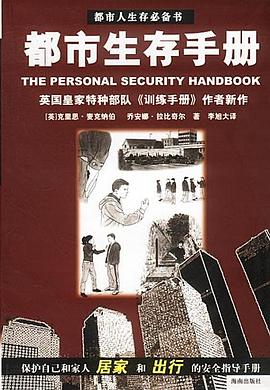 都市人生存必备书
都市生存手册
THE PERSONAL SECURITY HANDBOOK
英国皇家特种部队《训练手册》作者新作
[英]克里思·麦克纳伯 乔安娜·拉比奇尔 著 李旭大译
保护自己和家人 居家 和 出行 的安全指导手册
海南出版社